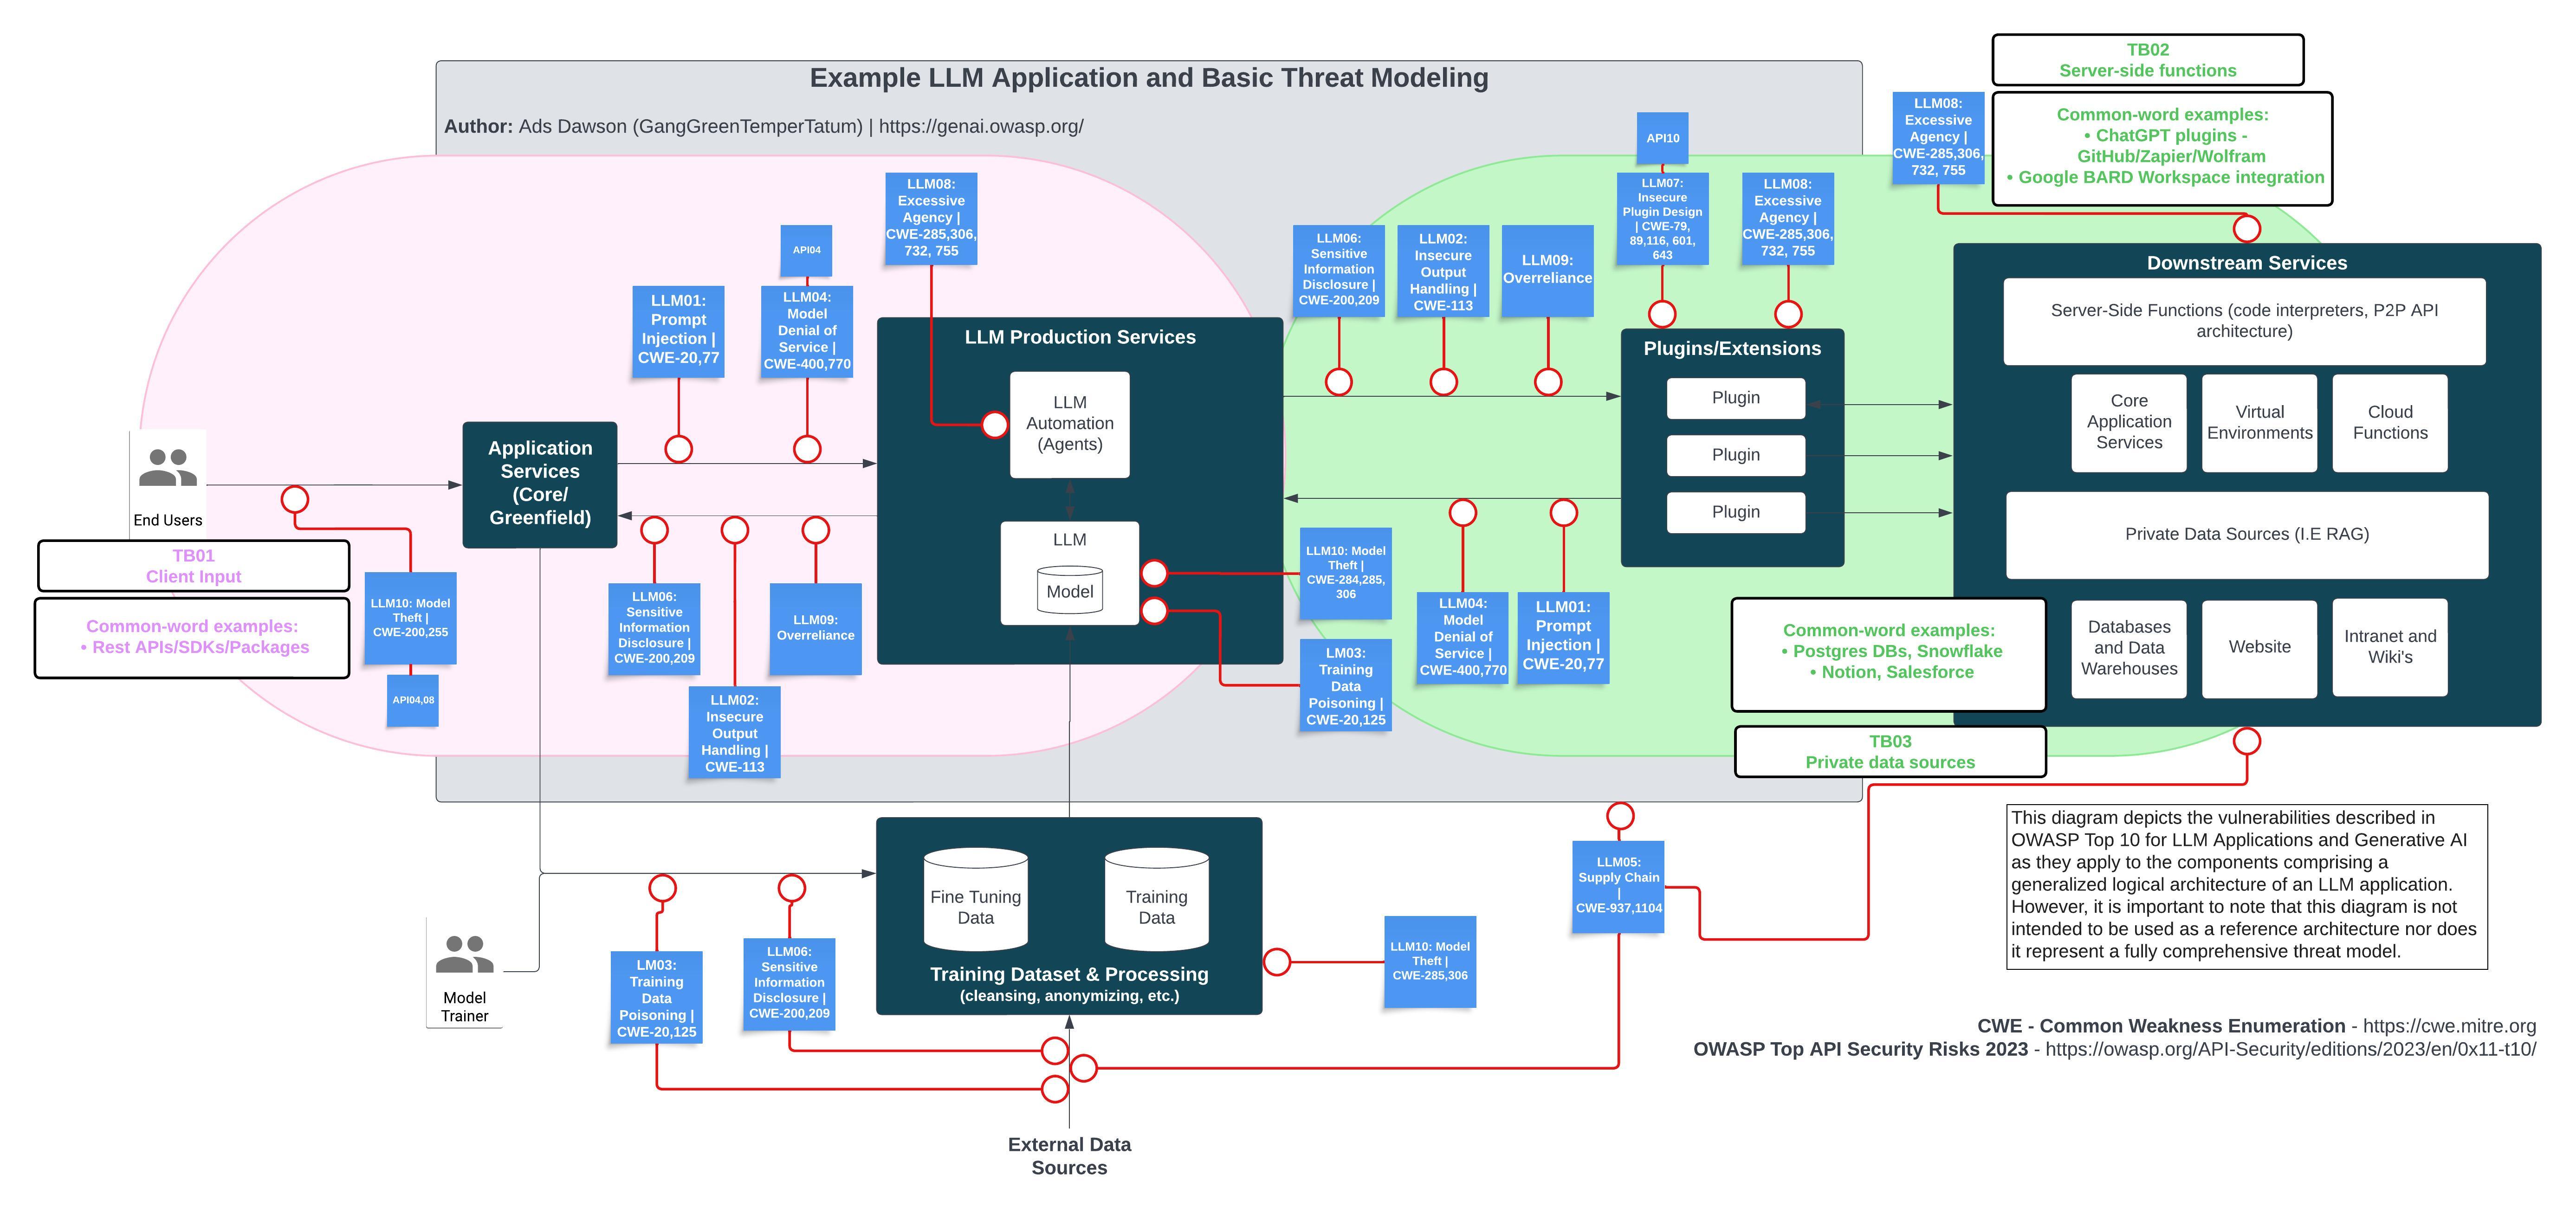 Example LLM Application and Basic Threat Modeling
Author: Ads Dawson (GangGreenTemperTatum) | https://genai.owasp.org/
TB02
Server-side functions
Common-word examples:
• ChatGPT plugins -
GitHub/Zapier/Wolfram
• Google BARD Workspace integration
LLM08:
Excessive
Agency |
CWE-285,306,
732, 755
API10
LLM07:
Insecure
Plugin Design
| CWE-79,
89,116, 601,
643
LLM08:
Excessive
Agency |
CWE-285,306,
732, 755
LLM08:
Excessive
Agency |
CWE-285,306,
732, 755
API04
LLM04:
Model
Denial of
Service |
CWE-400,770
LLM01:
Prompt
Injection |
CWE-20,77
LLM06:
Sensitive
Information
Disclosure |
CWE-200,209
LLM02:
Insecure
Output
Handling |
CWE-113
LLM09:
Overreliance
End Users
Application
Services
(Core/
Greenfield)
LLM Production Services
LLM
Automation
(Agents)
LLM
Model
Plugins/Extensions
Plugin
Plugin
Plugin
Downstream Services
Server-Side Functions (code interpreters, P2P API
architecture)
Core
Application
Services
Virtual
Environments
Cloud
Functions
Private Data Sources (I.E RAG)
Databases
and Data
Warehouses
Website
Intranet and
Wiki's
TB01
Client Input
Common-word examples:
• Rest APIs/SDKs/Packages
LLM10: Model
Theft |
CWE-200,255
API04,08
LLM06:
Sensitive
Information
Disclosure |
CWE-200,209
LLM02:
Insecure
Output
Handling |
CWE-113
LLM09:
Overreliance
LLM10: Model
Theft |
CWE-284,285,
306
LM03:
Training
Data
Poisoning |
CWE-20,125
LLM04:
Model
Denial of
Service |
CWE-400,770
LLM01:
Prompt
Injection |
CWE-20,77
Common-word examples:
• Postgres DBs, Snowflake
• Notion, Salesforce
TB03
Private data sources
Model
Trainer
LM03:
Training
Data
Poisoning |
CWE-20,125
LLM06:
Sensitive
Information
Disclosure |
CWE-200,209
Fine Tuning
Data
Training
Data
Training Dataset & Processing
(cleansing, anonymizing, etc.)
LLM10: Model
Theft |
CWE-285,306
LLM05:
Supply Chain
|
CWE-937,1104
External Data
Sources
This diagram depicts the vulnerabilities described in
OWASP Top 10 for LLM Applications and Generative AI
as they apply to the components comprising a
generalized logical architecture of an LLM application.
However, it is important to note that this diagram is not
intended to be used as a reference architecture nor does
it represent a fully comprehensive threat model.
CWE - Common Weakness Enumeration - https://cwe.mitre.org
OWASP Top API Security Risks 2023 - https://owasp.org/API-Security/editions/2023/en/0x11-t10/